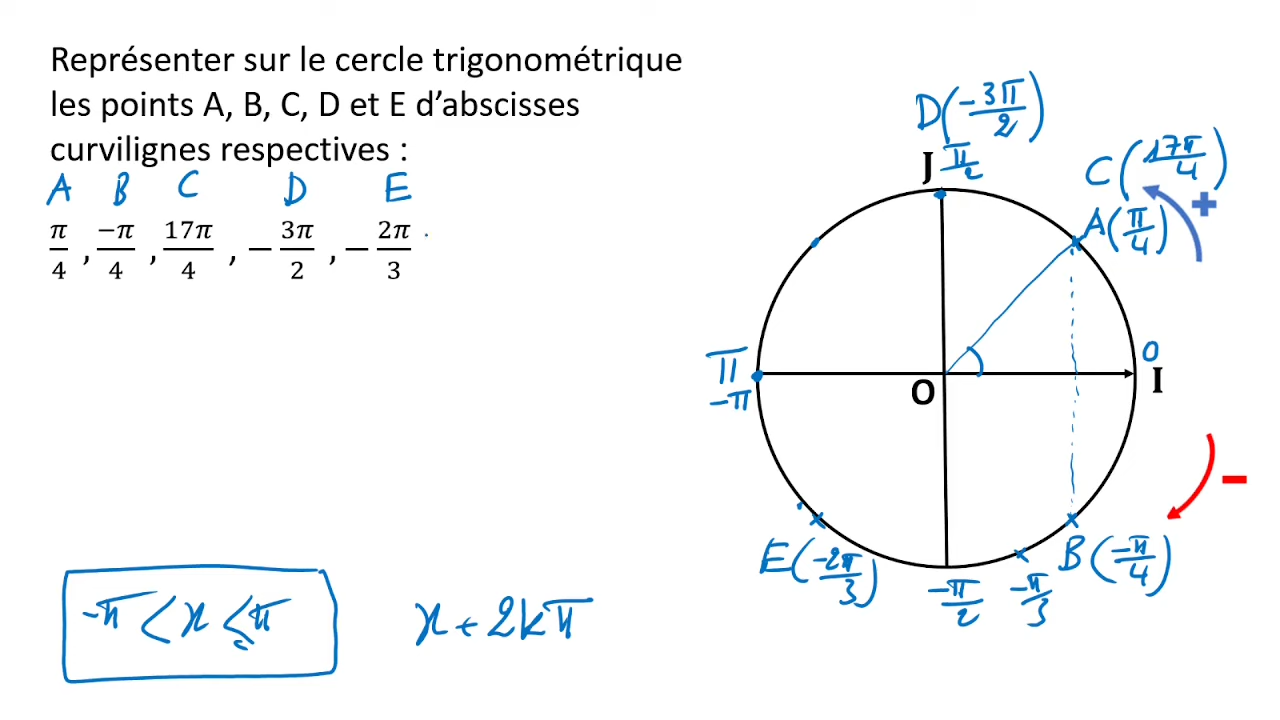 Représenter sur le cercle trigonométrique
les points A, B, C, D et E d’abscisses
curvilignes respectives :
A B C D E
π/4 , −π/4 , 17π/4 , − 3π/2 , − 2π/3
D(-3π/2)
J π/2
C(17π/4)
+
A(π/4)
0
π
I
-π
O
-
E(-2π/3)
-π/2
-π/3
B(-π/4)
-π < x ≤ π
x + 2kπ